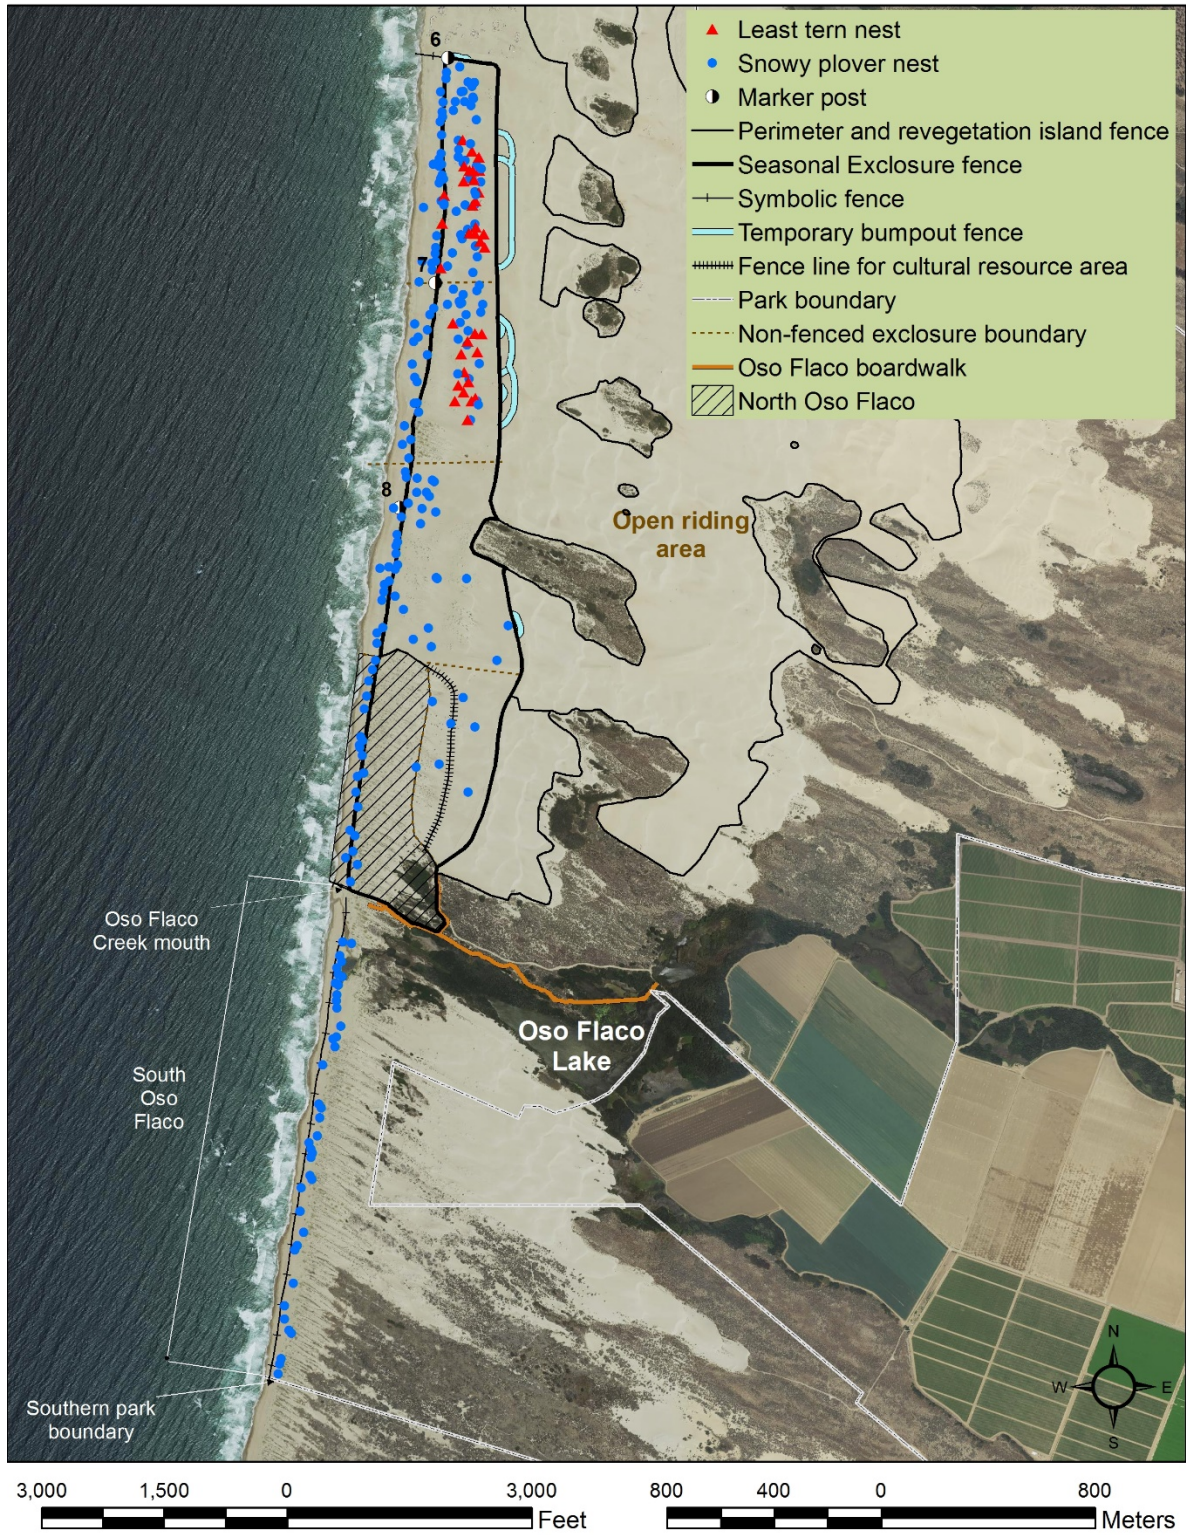 6
Least tern nest
Snowy plover nest
Marker post
Perimeter and revegetation island fence
Seasonal Exclosure fence
Symbolic fence
Temporary bumpout fence
Fence line for cultural resource area
Park boundary
Non-fenced exclosure boundary
Oso Flaco boardwalk
North Oso Flaco
7
8
Open riding
area
Oso Flaco
Creek mouth
Oso Flaco
Lake
South
Oso
Flaco
Southern park
boundary
N
W E
S
3,000 1,500 0 3,000
Feet
800 400 0 800
Meters